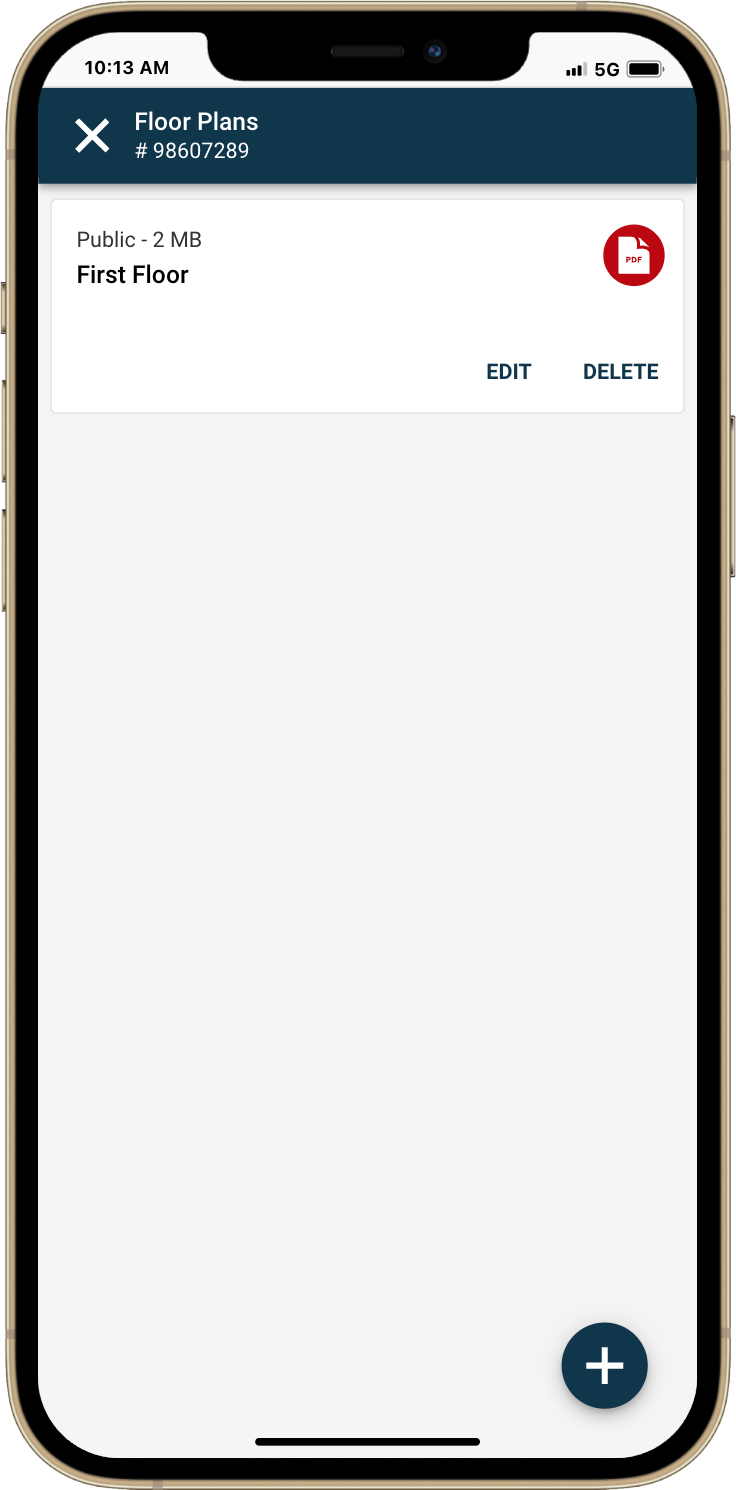 10:13 AM
5G
Floor Plans
# 98607289
Public - 2 MB
PDF
First Floor
EDIT
DELETE